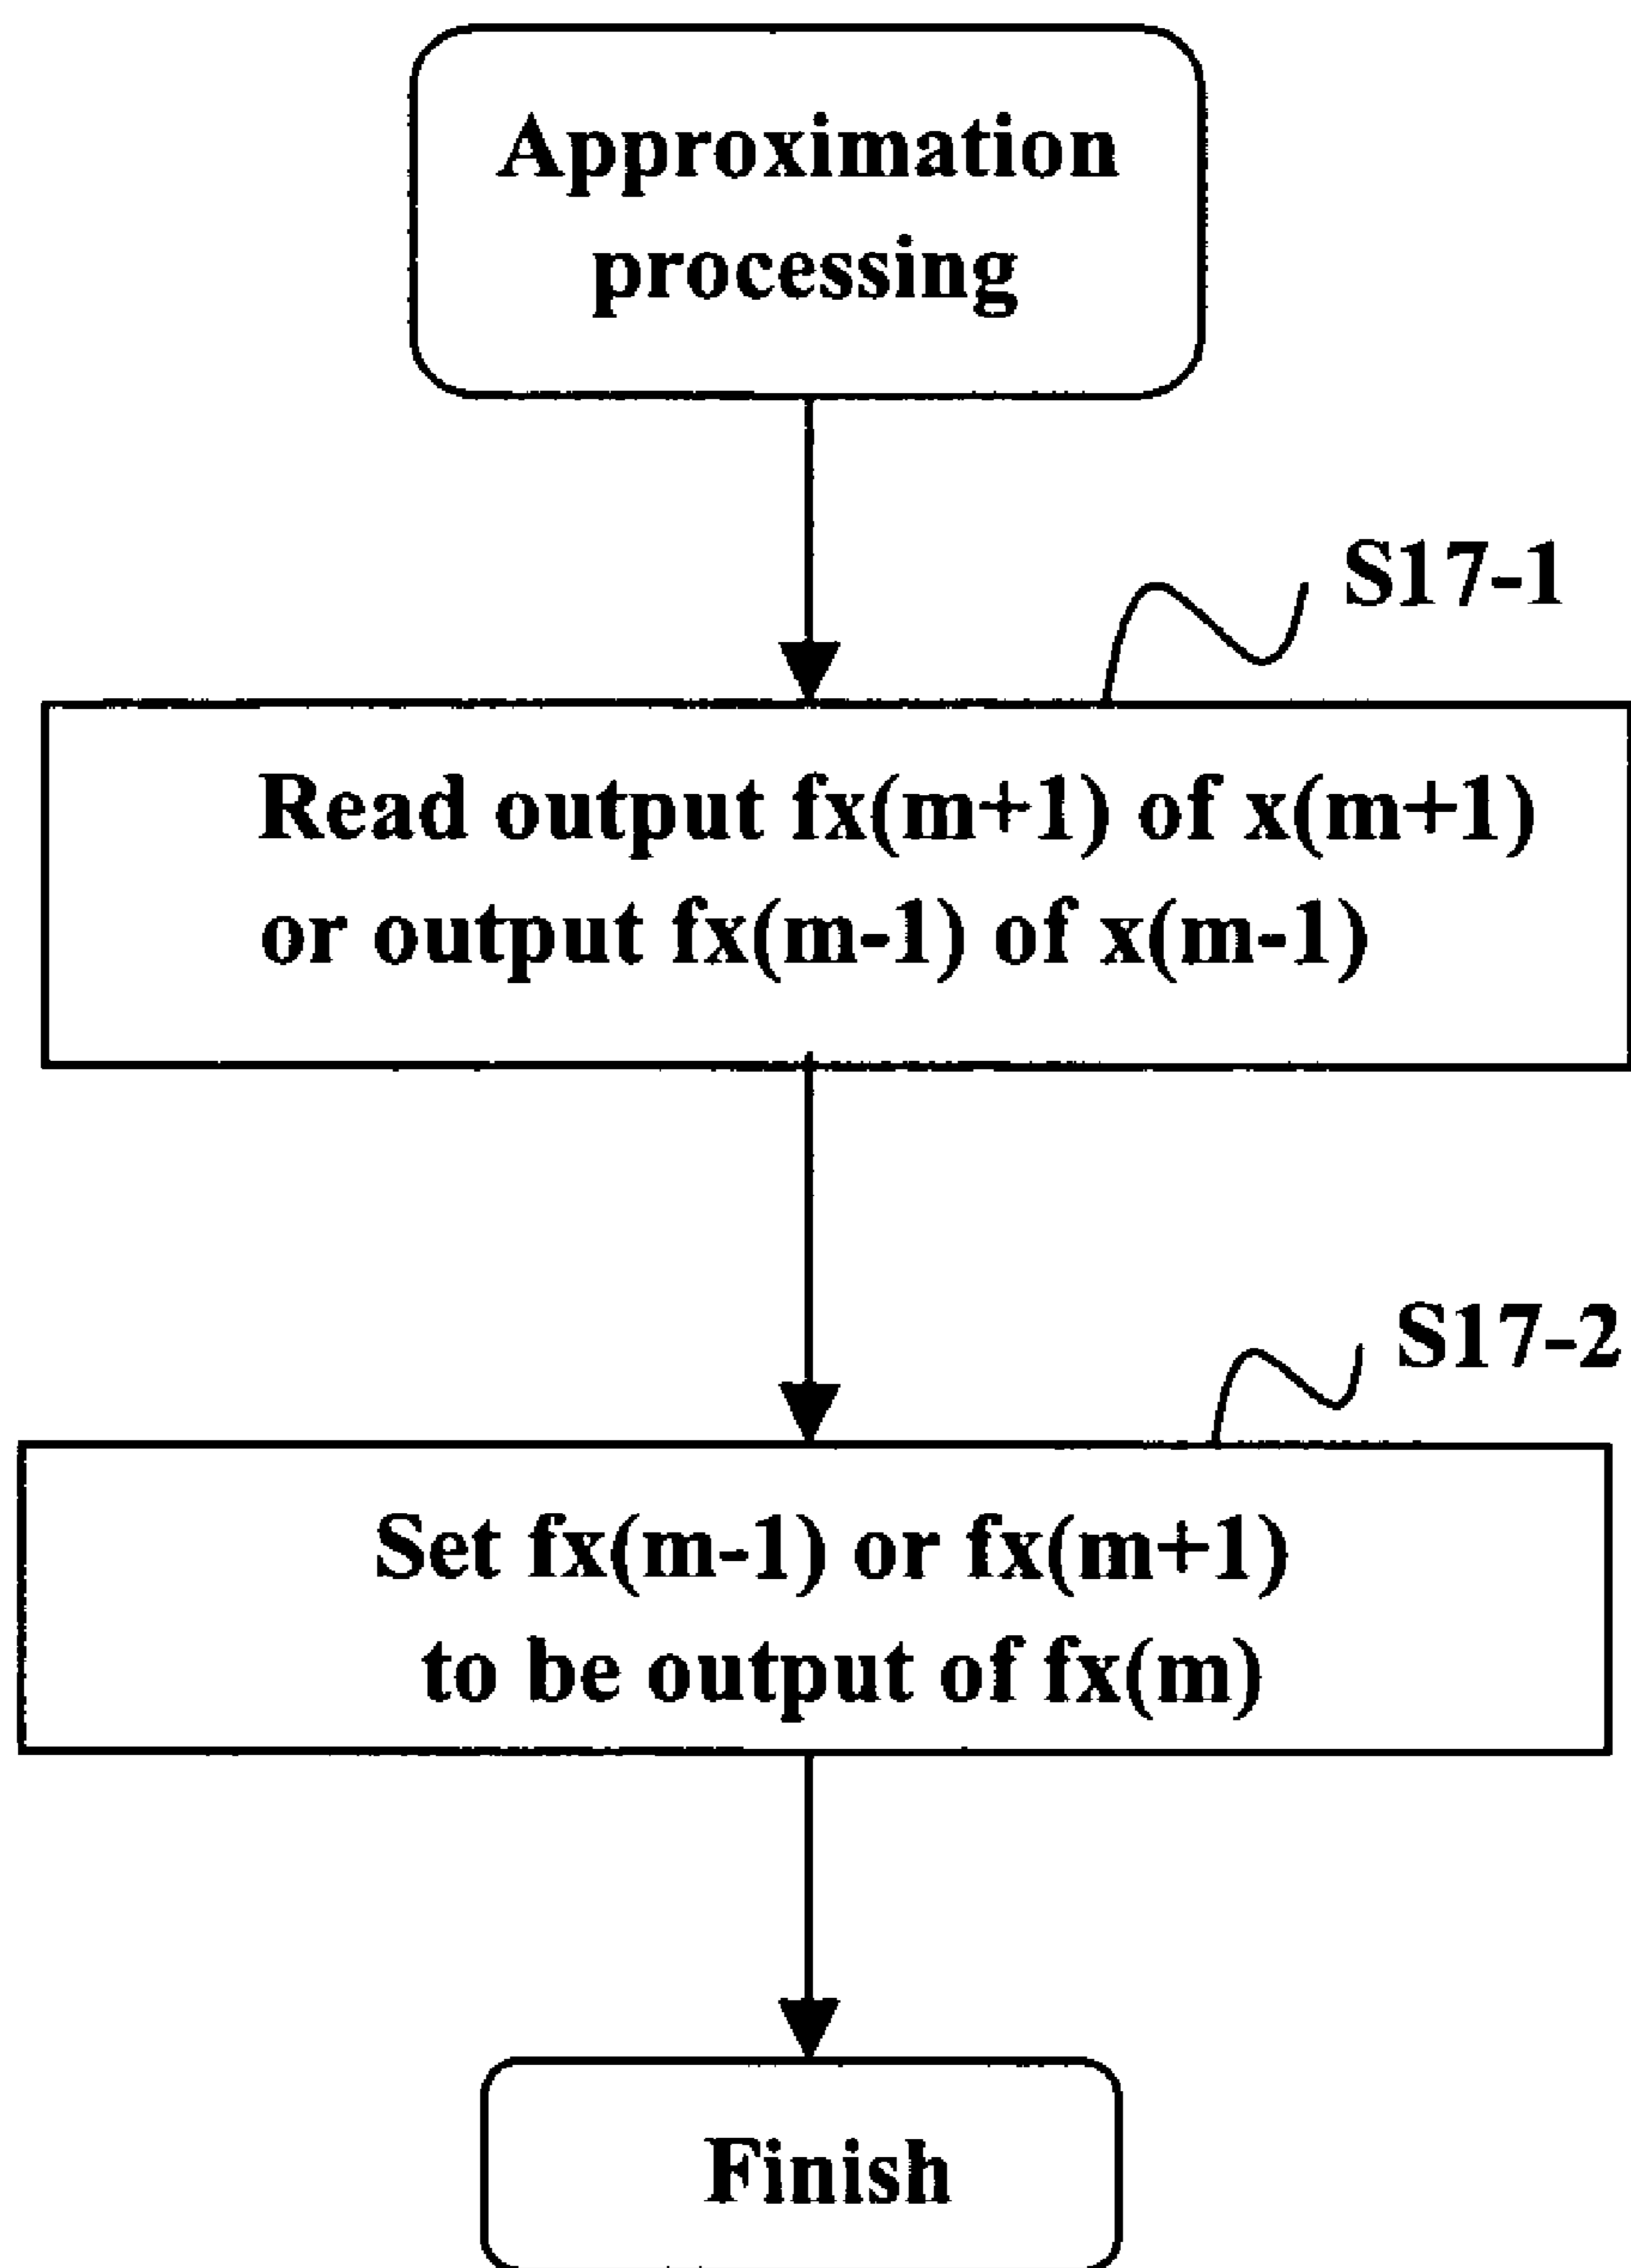 Approximation
processing
S17-1
Read output fx(m+1) of x(m+1)
or output fx(m-1) of x(m-1)
S17-2
Set fx(m-1) or fx(m+1)
to be output of fx(m)
Finish